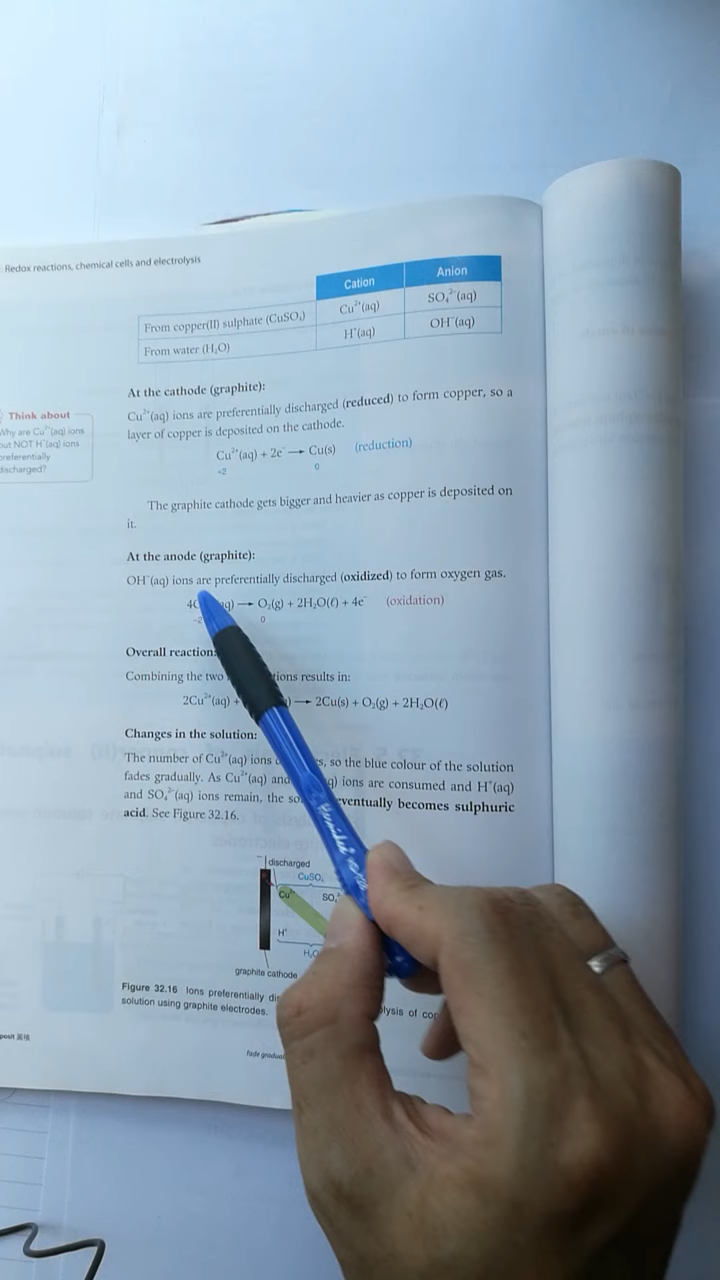 Redox reactions, chemical cells and electrolysis
Cation Anion
From copper(II) sulphate (CuSO₄) Cu²⁺(aq) SO₄²⁻(aq)
From water (H₂O) H⁺(aq) OH⁻(aq)
At the cathode (graphite):
Think about
Why are Cu²⁺(aq) ions
but NOT H⁺(aq) ions
preferentially
discharged?
Cu²⁺(aq) ions are preferentially discharged (reduced) to form copper, so a
layer of copper is deposited on the cathode.
Cu²⁺(aq) + 2e⁻ → Cu(s) (reduction)
+2 0
The graphite cathode gets bigger and heavier as copper is deposited on
it.
At the anode (graphite):
OH⁻(aq) ions are preferentially discharged (oxidized) to form oxygen gas.
4O aq) → O₂(g) + 2H₂O(ℓ) + 4e⁻ (oxidation)
-2 0
Overall reaction:
Combining the two tions results in:
2Cu²⁺(aq) + ) → 2Cu(s) + O₂(g) + 2H₂O(ℓ)
Changes in the solution:
The number of Cu²⁺(aq) ions s, so the blue colour of the solution
fades gradually. As Cu²⁺(aq) and q) ions are consumed and H⁺(aq)
and SO₄²⁻(aq) ions remain, the so eventually becomes sulphuric
acid. See Figure 32.16.
− discharged
CuSO₄
Cu²⁺ SO₄²⁻
H⁺
H₂O
graphite cathode
Figure 32.16 Ions preferentially dis lysis of cop
solution using graphite electrodes.
posit
fade gradual